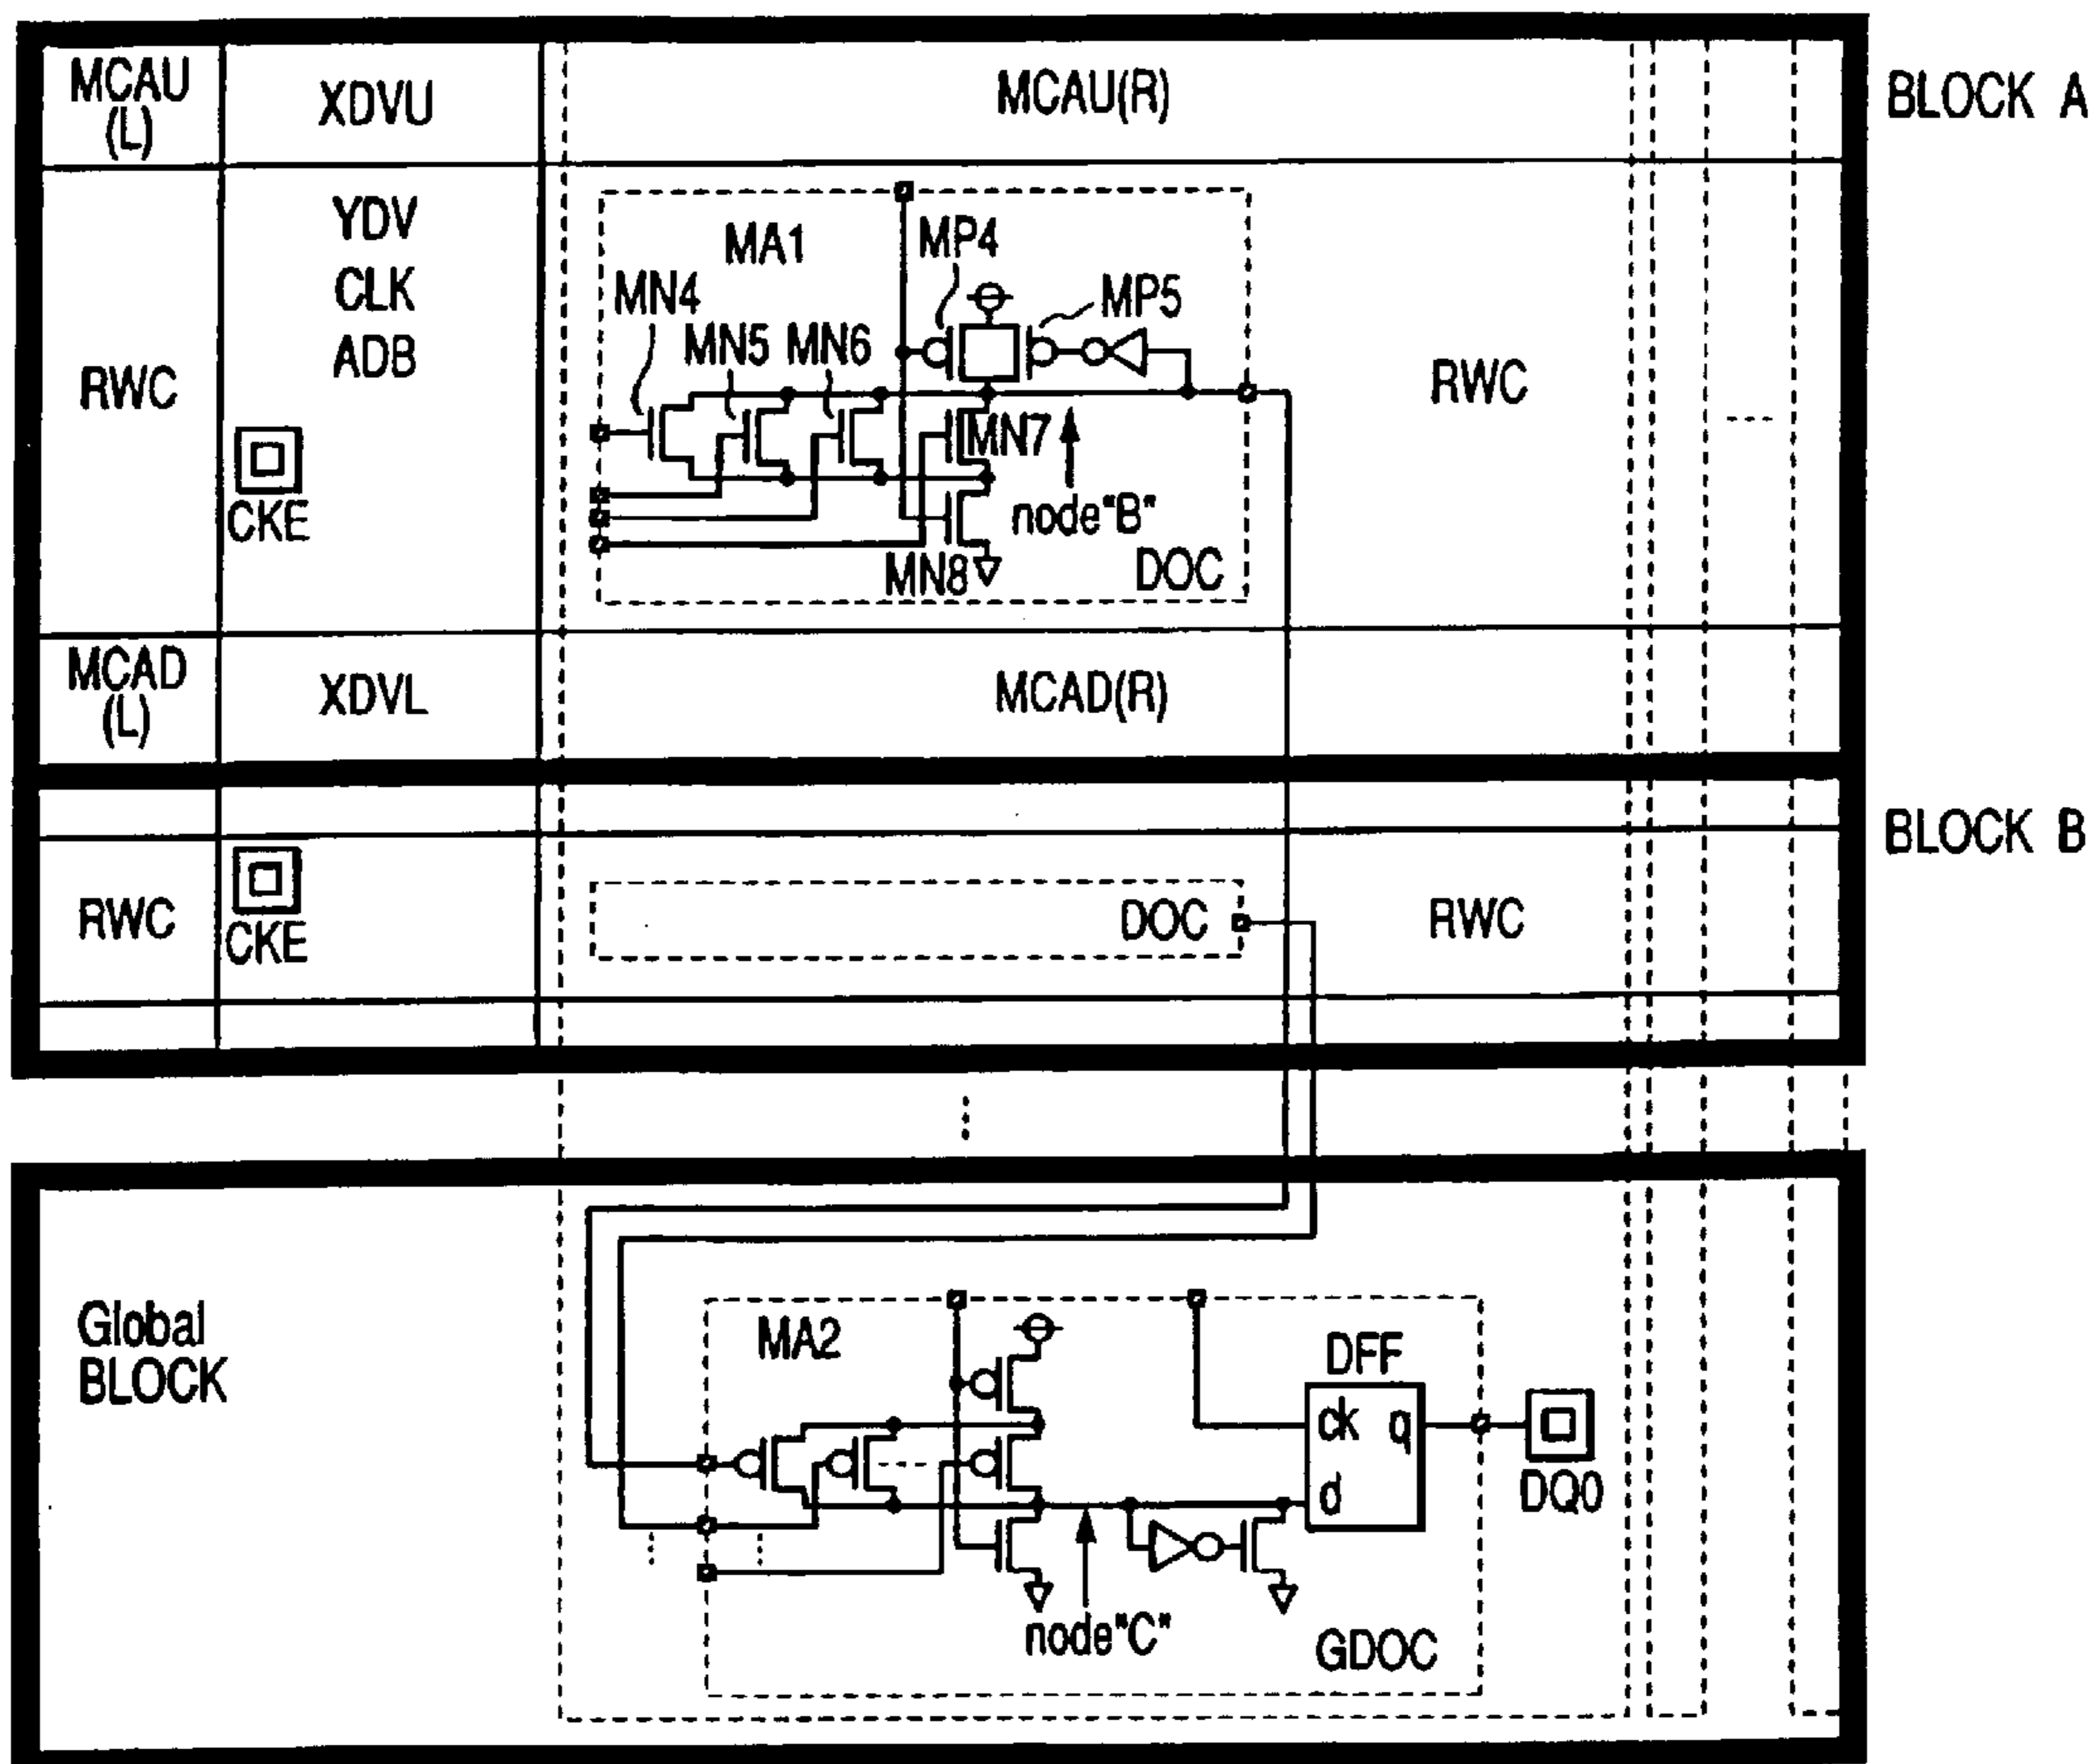 MCAU
(L)
XDVU
MCAU(R)
BLOCK A
YDV
CLK
ADB
RWC
CKE
MA1
MP4
MN4
MP5
MN5
MN6
MN7
node"B"
MN8
DOC
RWC
MCAD
(L)
XDVL
MCAD(R)
BLOCK B
RWC
CKE
DOC
RWC
Global
BLOCK
MA2
DFF
ck
q
d
DQ0
node"C"
GDOC